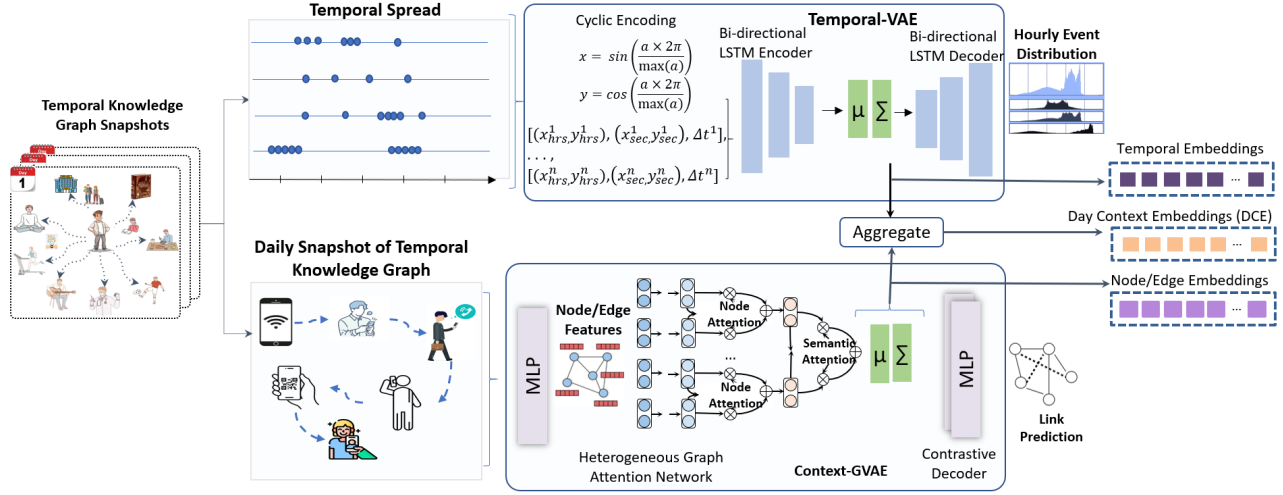 Temporal Knowledge
Graph Snapshots
Day
1
Temporal Spread
Daily Snapshot of Temporal
Knowledge Graph
Cyclic Encoding
x = sin(a × 2π / max(a))
y = cos(a × 2π / max(a))
[(x¹hrs,y¹hrs), (x¹sec,y¹sec), Δt¹],
. . . ,
[(xⁿhrs,yⁿhrs),(xⁿsec,yⁿsec),Δtⁿ]
Temporal-VAE
Bi-directional
LSTM Encoder
μ
Σ
Bi-directional
LSTM Decoder
Hourly Event
Distribution
Temporal Embeddings
...
Aggregate
Day Context Embeddings (DCE)
...
Node/Edge Embeddings
...
MLP
Node/Edge
Features
Node
Attention
...
Node
Attention
Semantic
Attention
μ
Σ
MLP
Heterogeneous Graph
Attention Network
Context-GVAE
Contrastive
Decoder
Link
Prediction